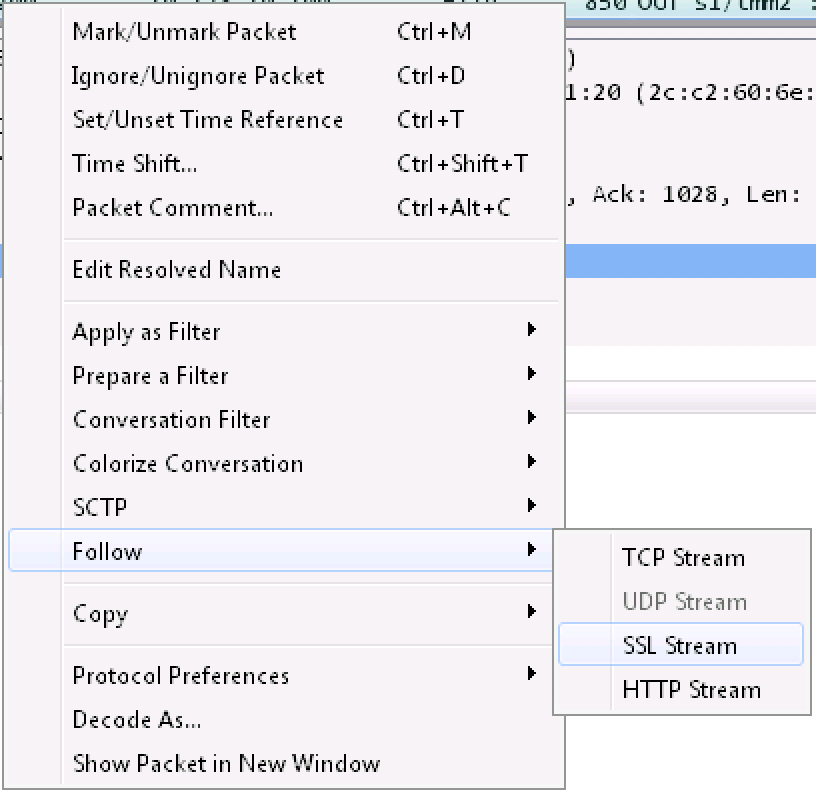 850 OUT s1/tmm2
Mark/Unmark Packet Ctrl+M
)
Ignore/Unignore Packet Ctrl+D
1:20 (2c:c2:60:6e:
Set/Unset Time Reference Ctrl+T
Time Shift... Ctrl+Shift+T
, Ack: 1028, Len:
Packet Comment... Ctrl+Alt+C
Edit Resolved Name
Apply as Filter
Prepare a Filter
Conversation Filter
Colorize Conversation
SCTP
Follow
TCP Stream
UDP Stream
SSL Stream
HTTP Stream
Copy
Protocol Preferences
Decode As...
Show Packet in New Window